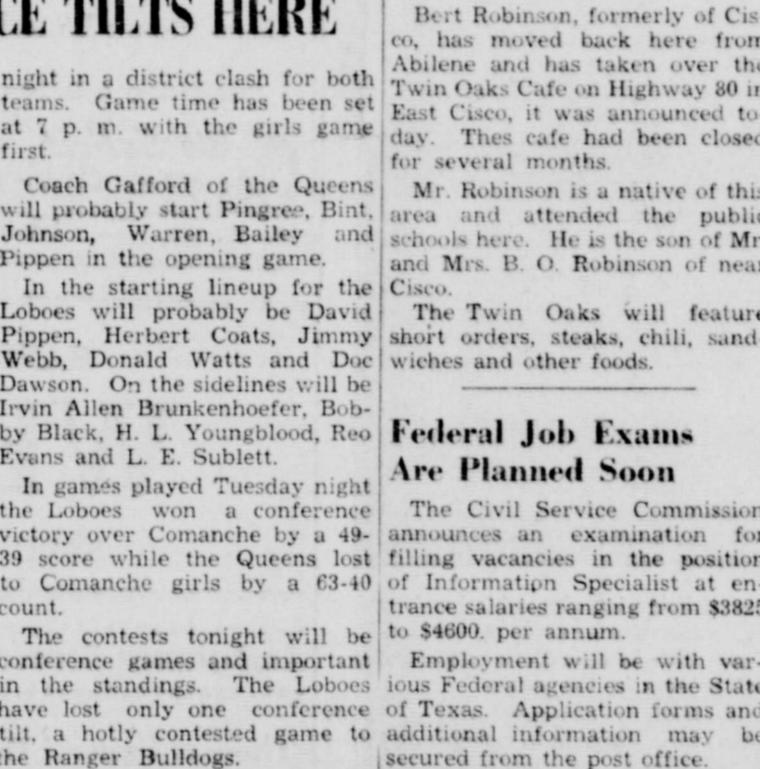 CE TILTS HERE
night in a district clash for both
teams. Game time has been set
at 7 p. m. with the girls game
first.
Coach Gafford of the Queens
will probably start Pingree, Bint,
Johnson, Warren, Bailey and
Pippen in the opening game.
In the starting lineup for the
Loboes will probably be David
Pippen, Herbert Coats, Jimmy
Webb, Donald Watts and Doc
Dawson. On the sidelines will be
Irvin Allen Brunkenhoefer, Bob-
by Black, H. L. Youngblood, Reo
Evans and L. E. Sublett.
In games played Tuesday night
the Loboes won a conference
victory over Comanche by a 49-
39 score while the Queens lost
to Comanche girls by a 63-40
count.
The contests tonight will be
conference games and important
in the standings. The Loboes
have lost only one conference
tilt, a hotly contested game to
the Ranger Bulldogs.
Bert Robinson, formerly of Cis
co, has moved back here from
Abilene and has taken over the
Twin Oaks Cafe on Highway 80 in
East Cisco, it was announced to
day. Thes cafe had been closed
for several months.
Mr. Robinson is a native of this
area and attended the public
schools here. He is the son of Mr
and Mrs. B. O. Robinson of near
Cisco.
The Twin Oaks will feature
short orders, steaks, chili, sand
wiches and other foods.
Federal Job Exams
Are Planned Soon
The Civil Service Commission
announces an examination for
filling vacancies in the position
of Information Specialist at en
trance salaries ranging from $3825
to $4600. per annum.
Employment will be with var-
ious Federal agencies in the State
of Texas. Application forms and
additional information may be
secured from the post office.